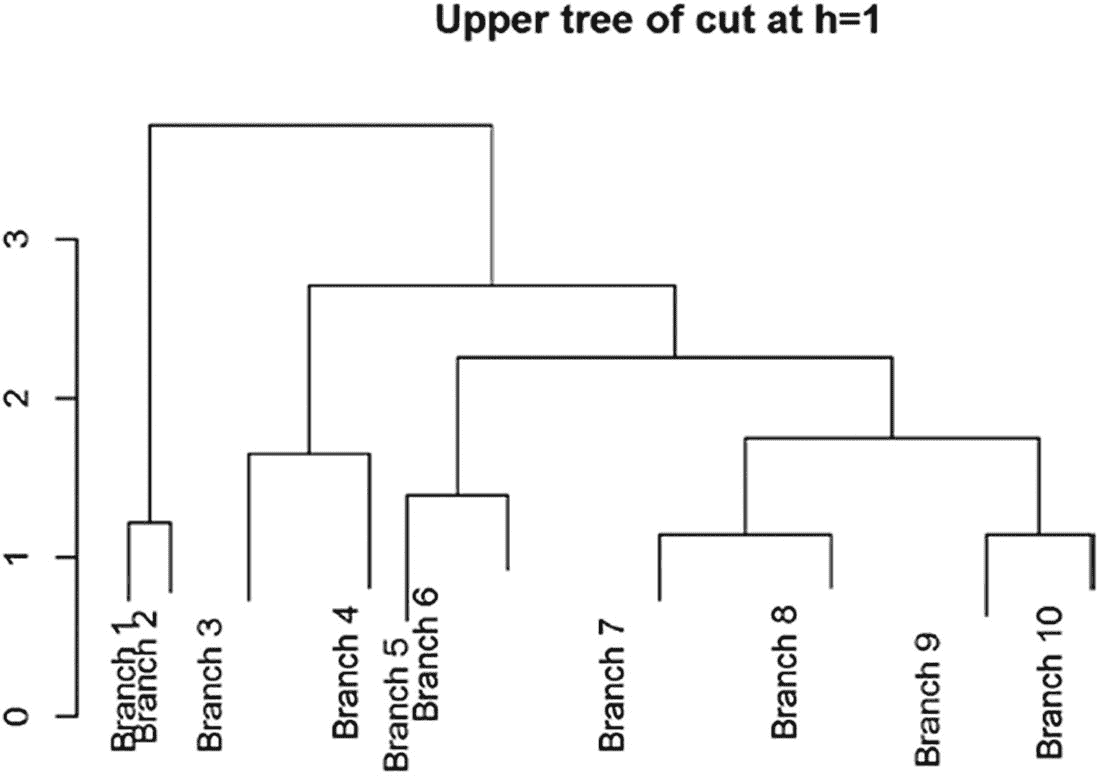 Upper tree of cut at h=1
3
2
1
0
Branch 1
Branch 2
Branch 3
Branch 4
Branch 5
Branch 6
Branch 7
Branch 8
Branch 9
Branch 10